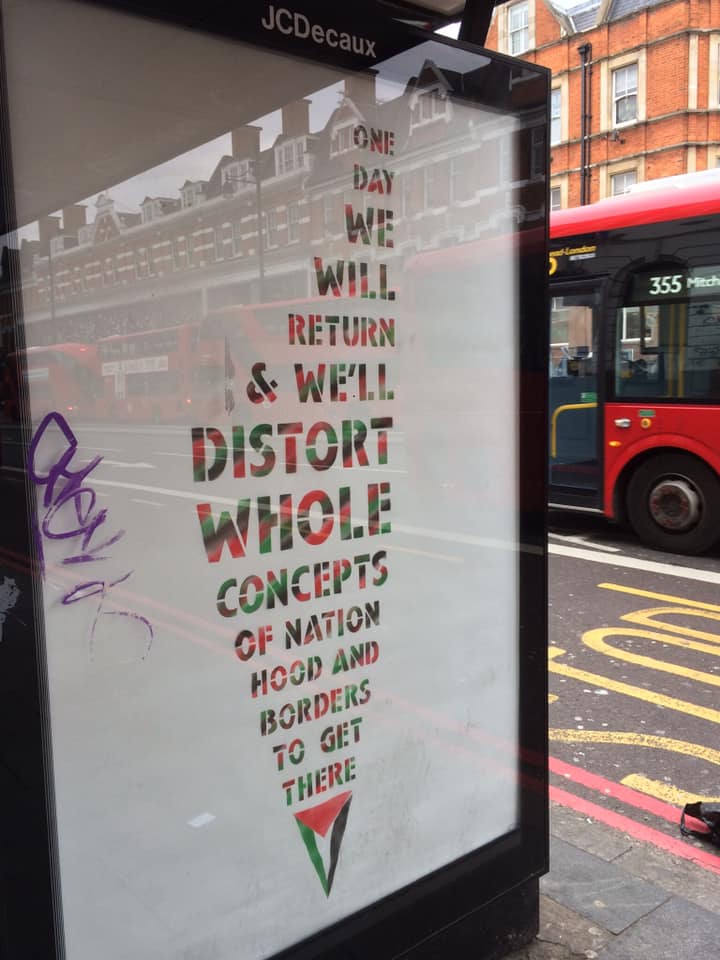 JCDecaux
ONE
DAY
WE
WILL
RETURN
& WE'LL
DISTORT
WHOLE
CONCEPTS
OF NATION
HOOD AND
BORDERS
TO GET
THERE
355 Mitch